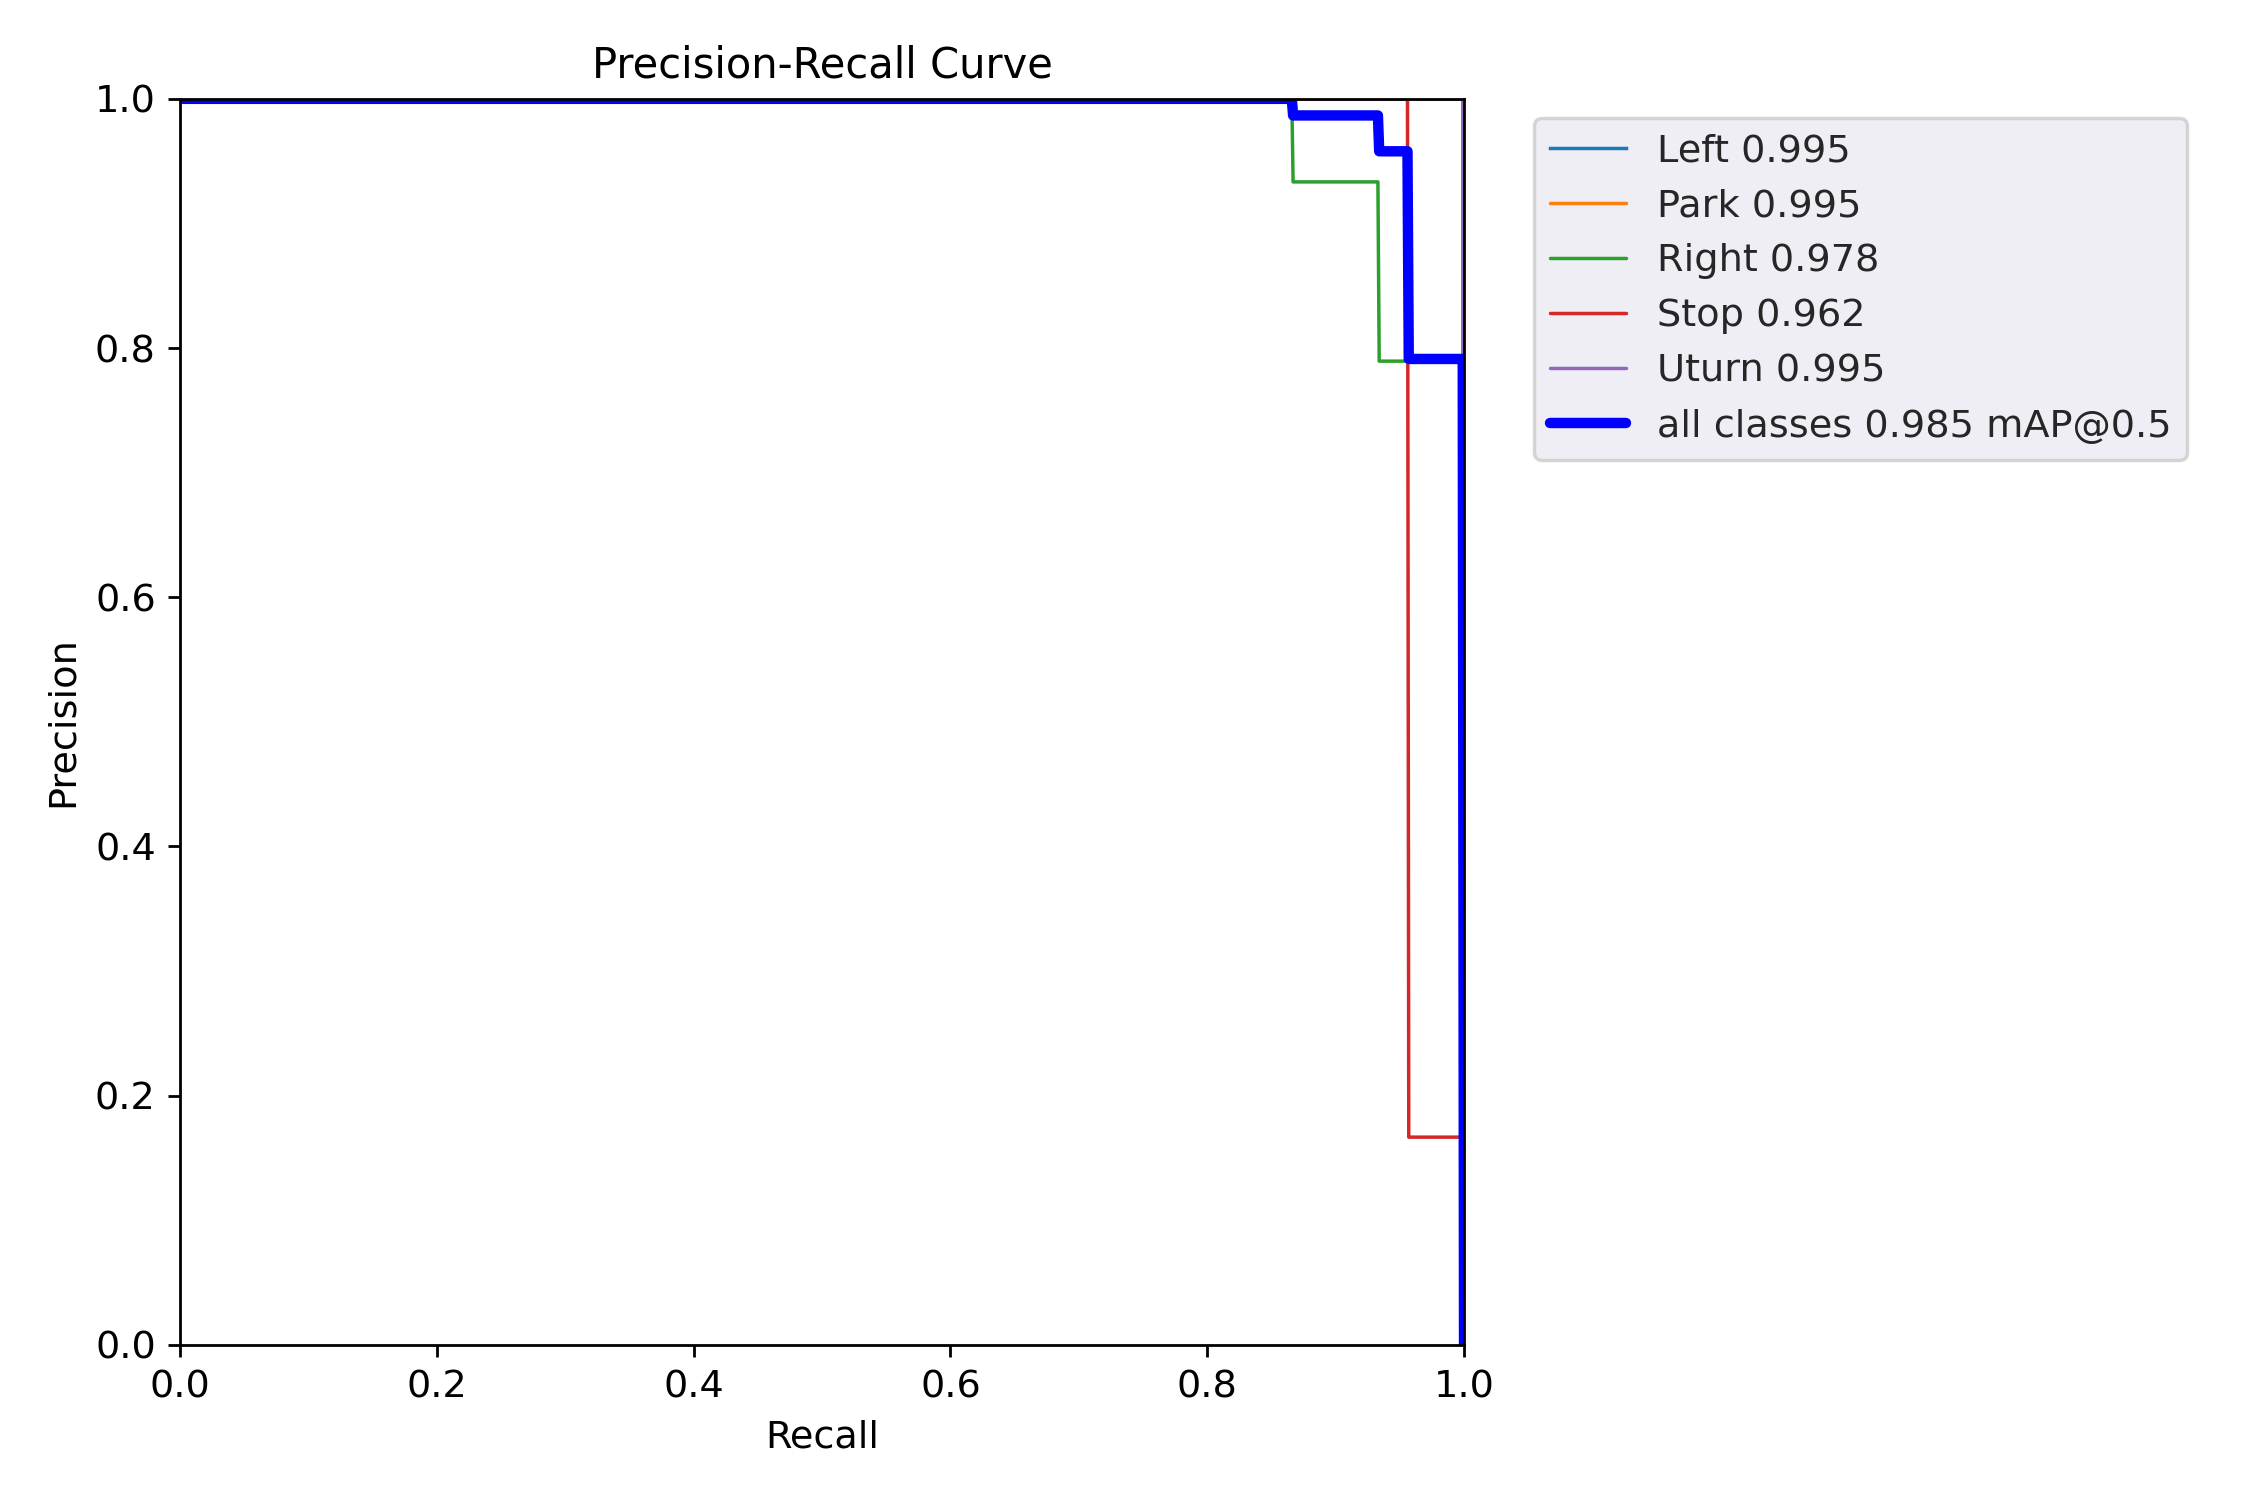 Precision-Recall Curve
1.0
0.8
0.6
0.4
0.2
0.0
Precision
0.0 0.2 0.4 0.6 0.8 1.0
Recall
Left 0.995
Park 0.995
Right 0.978
Stop 0.962
Uturn 0.995
all classes 0.985 mAP@0.5